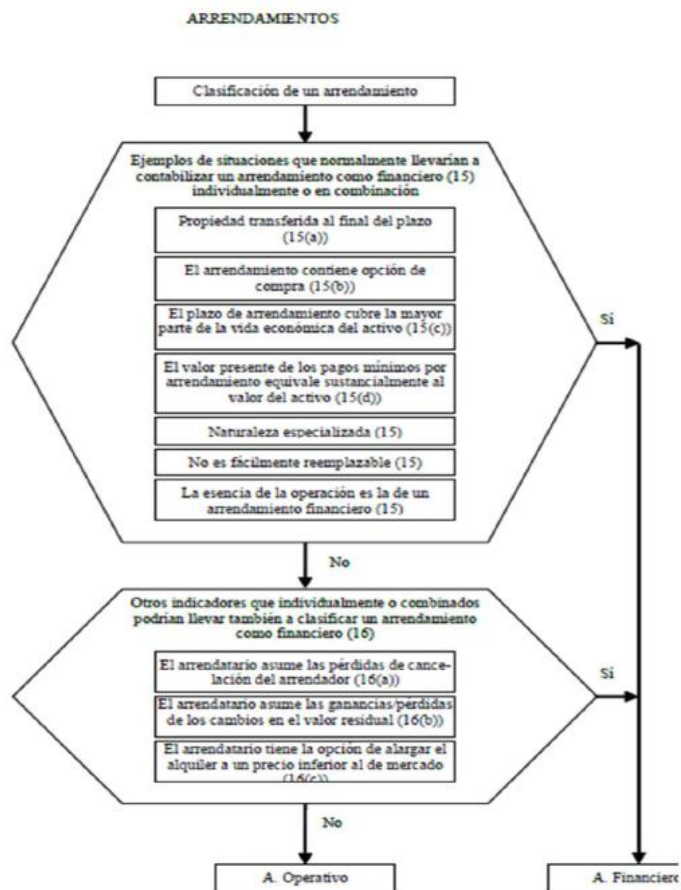 ARRENDAMIENTOS
Clasificación de un arrendamiento
Ejemplos de situaciones que normalmente llevarían a
contabilizar un arrendamiento como financiero (15)
individualmente o en combinación
Propiedad transferida al final del plazo
(15(a))
El arrendamiento contiene opción de
compra (15(b))
El plazo de arrendamiento cubre la mayor
parte de la vida económica del activo (15(c))
El valor presente de los pagos mínimos por
arrendamiento equivale sustancialmente al
valor del activo (15(d))
Naturaleza especializada (15)
No es fácilmente reemplazable (15)
La esencia de la operación es la de un
arrendamiento financiero (15)
Sí
No
Otros indicadores que individualmente o combinados
podrían llevar también a clasificar un arrendamiento
como financiero (16)
El arrendatario asume las pérdidas de cance-
lación del arrendador (16(a))
El arrendatario asume las ganancias/pérdidas
de los cambios en el valor residual (16(b))
El arrendatario tiene la opción de alargar el
alquiler a un precio inferior al de mercado
(16(c))
Sí
No
A. Operativo
A. Financiero